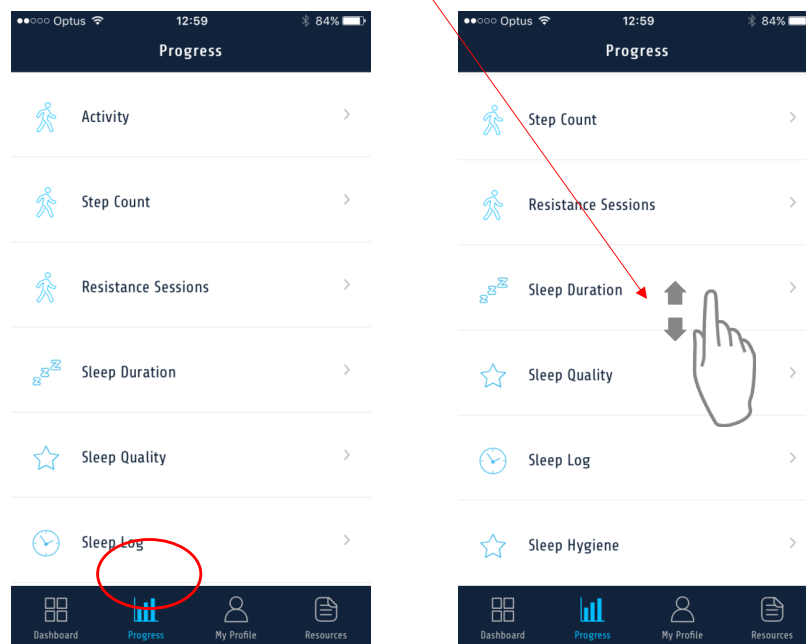 Optus 12:59 84%
Progress
Activity
Step Count
Resistance Sessions
Sleep Duration
Sleep Quality
Sleep Log
Dashboard Progress My Profile Resources
Optus 12:59 84%
Progress
Step Count
Resistance Sessions
Sleep Duration
Sleep Quality
Sleep Log
Sleep Hygiene
Dashboard Progress My Profile Resources